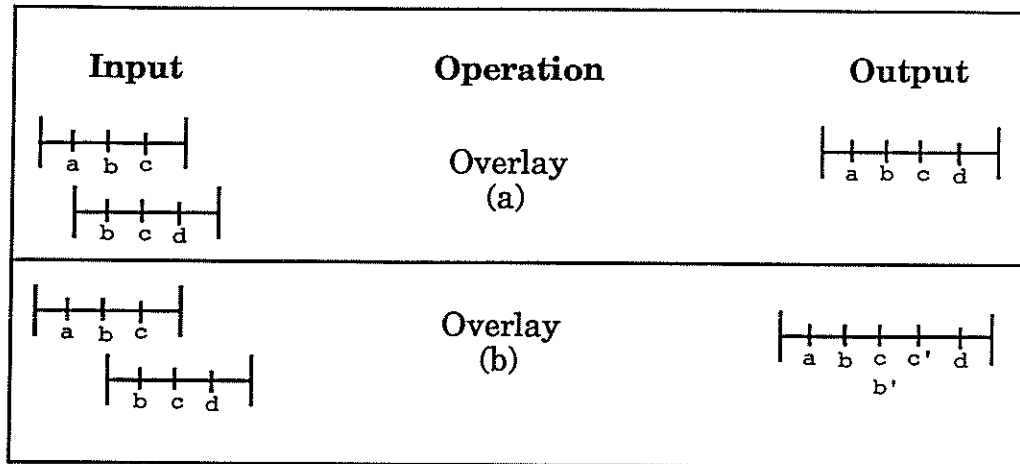 Input Operation Output
a b c
b c d
Overlay
(a)
a b c d
a b c
b c d
Overlay
(b)
a b c c' d
b'